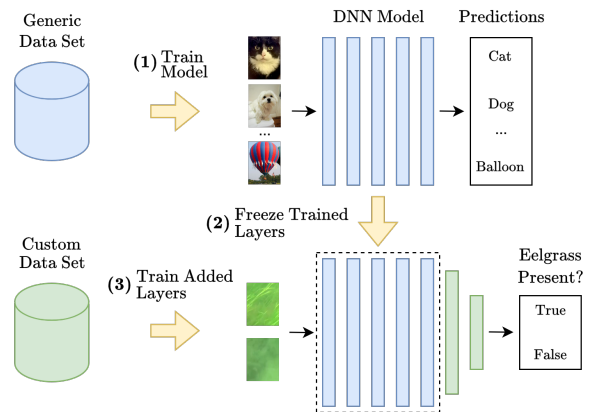 Generic
Data Set
(1) Train
Model
DNN Model
Predictions
Cat
Dog
...
Balloon
...
(2) Freeze Trained
Layers
Custom
Data Set
(3) Train Added
Layers
Eelgrass
Present?
True
False